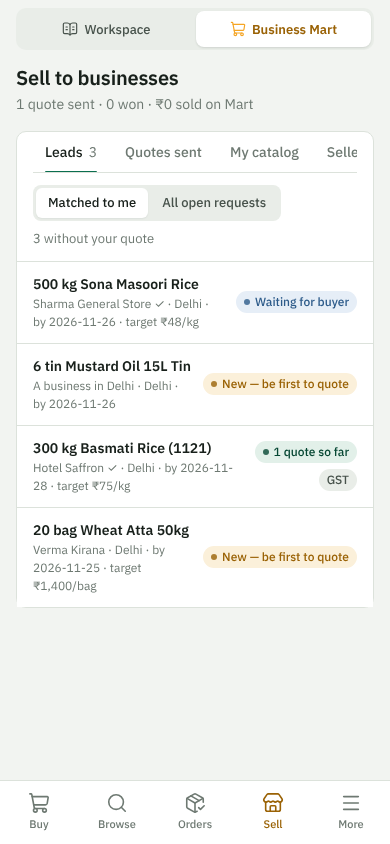 Workspace
Business Mart
Sell to businesses
1 quote sent · 0 won · ₹0 sold on Mart
Leads 3
Quotes sent
My catalog
Selle
Matched to me
All open requests
3 without your quote
500 kg Sona Masoori Rice
Sharma General Store ✓ · Delhi ·
by 2026-11-26 · target ₹48/kg
Waiting for buyer
6 tin Mustard Oil 15L Tin
A business in Delhi · Delhi ·
by 2026-11-26
New — be first to quote
300 kg Basmati Rice (1121)
Hotel Saffron ✓ · Delhi · by 2026-11-
28 · target ₹75/kg
1 quote so far
GST
20 bag Wheat Atta 50kg
Verma Kirana · Delhi · by
2026-11-25 · target
₹1,400/bag
New — be first to quote
Buy
Browse
Orders
Sell
More